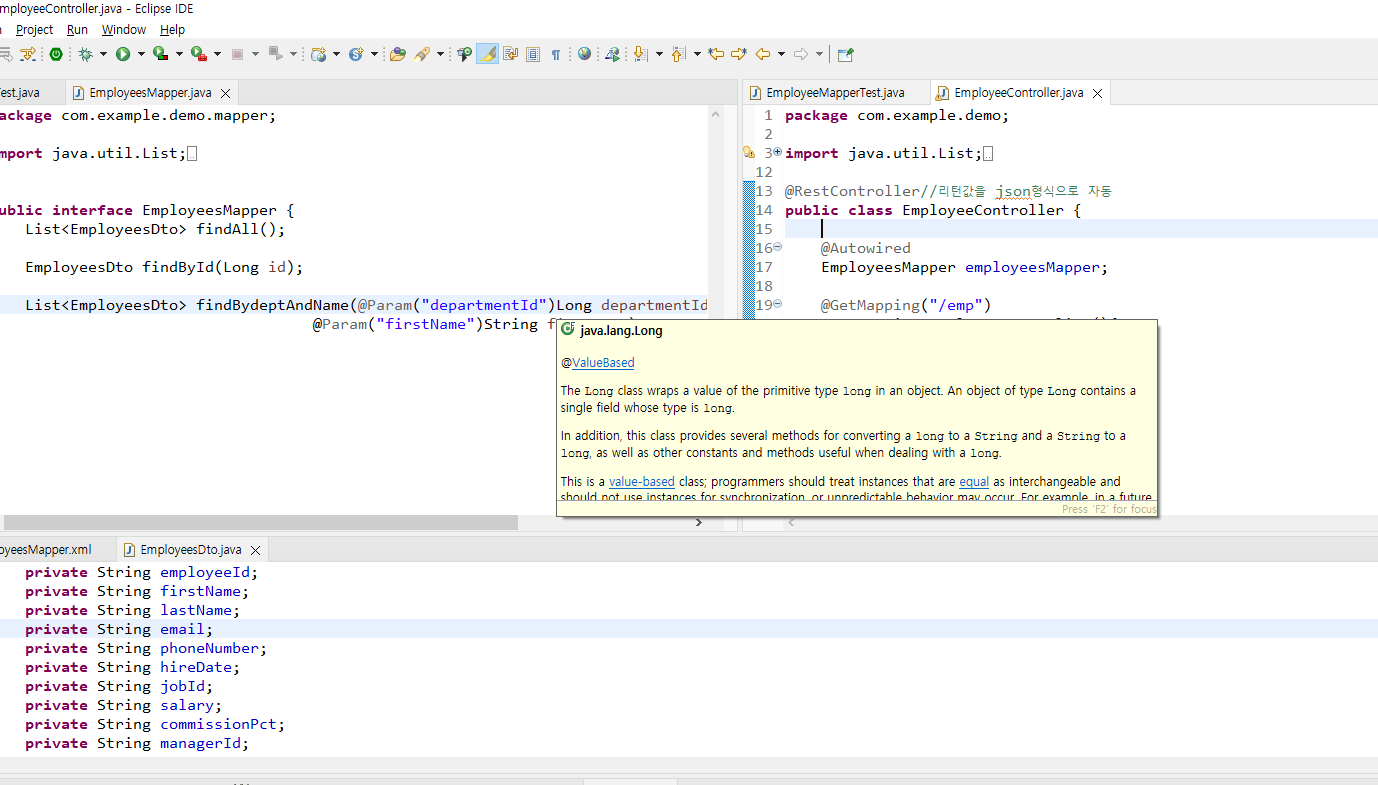 mployeeController.java - Eclipse IDE
Project Run Window Help
est.java
EmployeesMapper.java
ackage com.example.demo.mapper;
mport java.util.List;
ublic interface EmployeesMapper {
List<EmployeesDto> findAll();
EmployeesDto findById(Long id);
List<EmployeesDto> findBydeptAndName(@Param("departmentId")Long departmentId
@Param("firstName")String f
EmployeeMapperTest.java
EmployeeController.java
1 package com.example.demo;
2
3 import java.util.List;
12
13 @RestController//리턴값을 json형식으로 자동
14 public class EmployeeController {
15
16 @Autowired
17 EmployeesMapper employeesMapper;
18
19 @GetMapping("/emp")
java.lang.Long
@ValueBased
The Long class wraps a value of the primitive type long in an object. An object of type Long contains a
single field whose type is long.
In addition, this class provides several methods for converting a long to a String and a String to a
long, as well as other constants and methods useful when dealing with a long.
This is a value-based class; programmers should treat instances that are equal as interchangeable and
should not use instances for synchronization, or unpredictable behavior may occur. For example, in a future
Press 'F2' for focus
oyeesMapper.xml
EmployeesDto.java
private String employeeId;
private String firstName;
private String lastName;
private String email;
private String phoneNumber;
private String hireDate;
private String jobId;
private String salary;
private String commissionPct;
private String managerId;